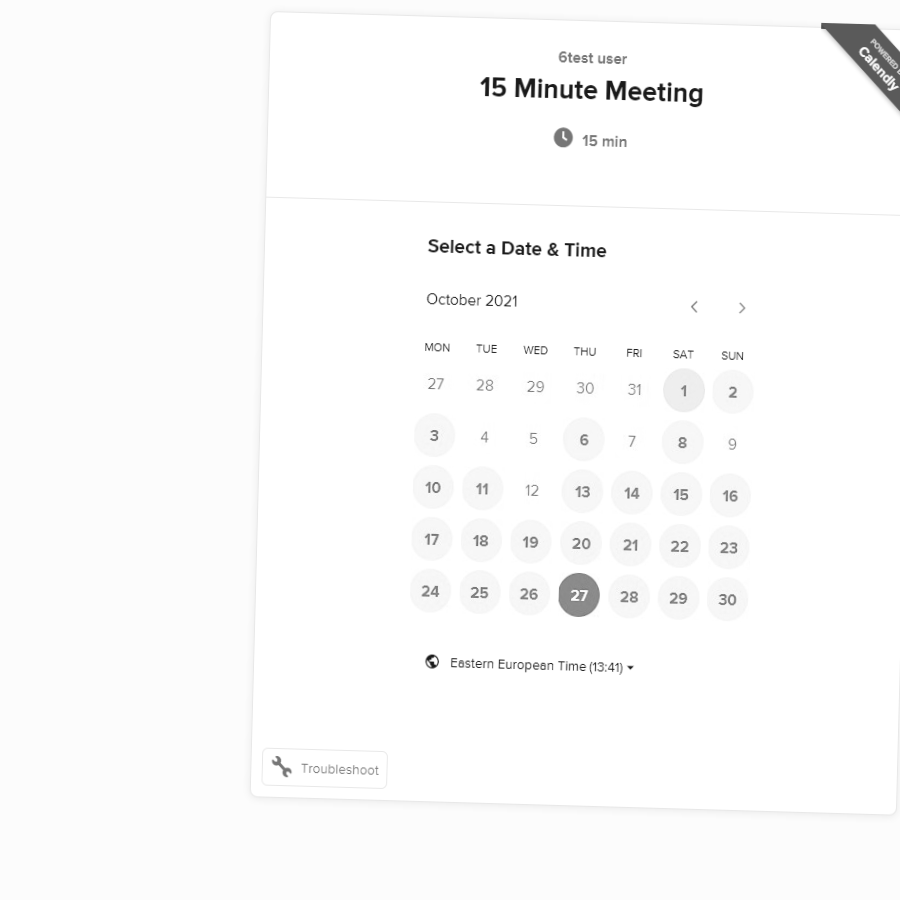 6test user
15 Minute Meeting
15 min
POWERED
Calendly
Select a Date & Time
October 2021
MON TUE WED THU FRI SAT SUN
27 28 29 30 31 1 2
3 4 5 6 7 8 9
10 11 12 13 14 15 16
17 18 19 20 21 22 23
24 25 26 27 28 29 30
Eastern European Time (13:41)
Troubleshoot